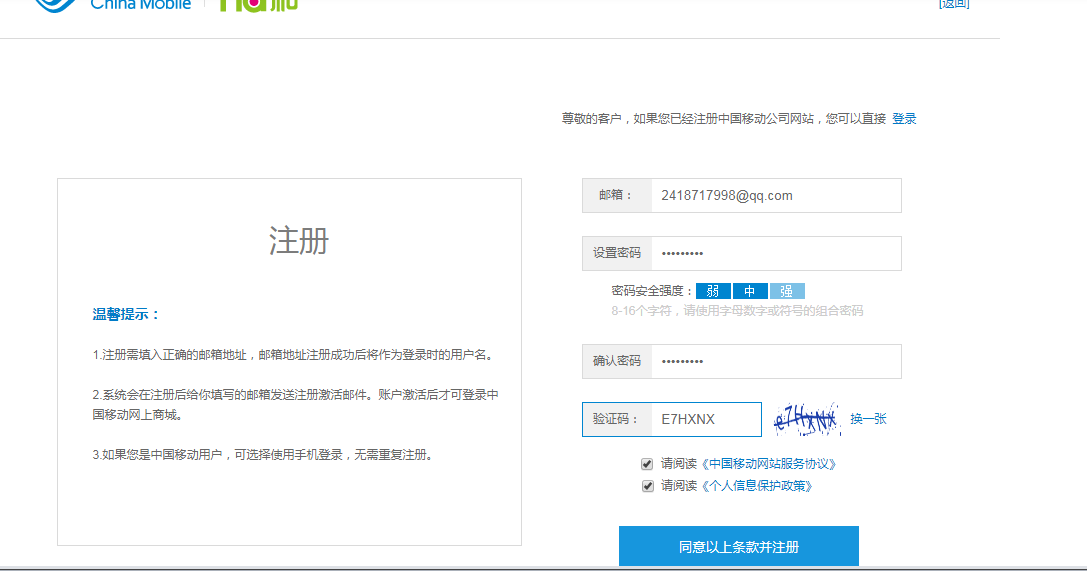 China Mobile
[返回]
尊敬的客户，如果您已经注册中国移动公司网站，您可以直接 登录
注册
温馨提示：
1.注册需填入正确的邮箱地址，邮箱地址注册成功后将作为登录时的用户名。
2.系统会在注册后给你填写的邮箱发送注册激活邮件。账户激活后才可登录中
国移动网上商城。
3.如果您是中国移动用户，可选择使用手机登录，无需重复注册。
邮箱： 2418717998@qq.com
设置密码 •••••••••
密码安全强度： 弱 中 强
8-16个字符，请使用字母数字或符号的组合密码
确认密码 •••••••••
验证码： E7HXNX e7HxNX 换一张
请阅读《中国移动网站服务协议》
请阅读《个人信息保护政策》
同意以上条款并注册